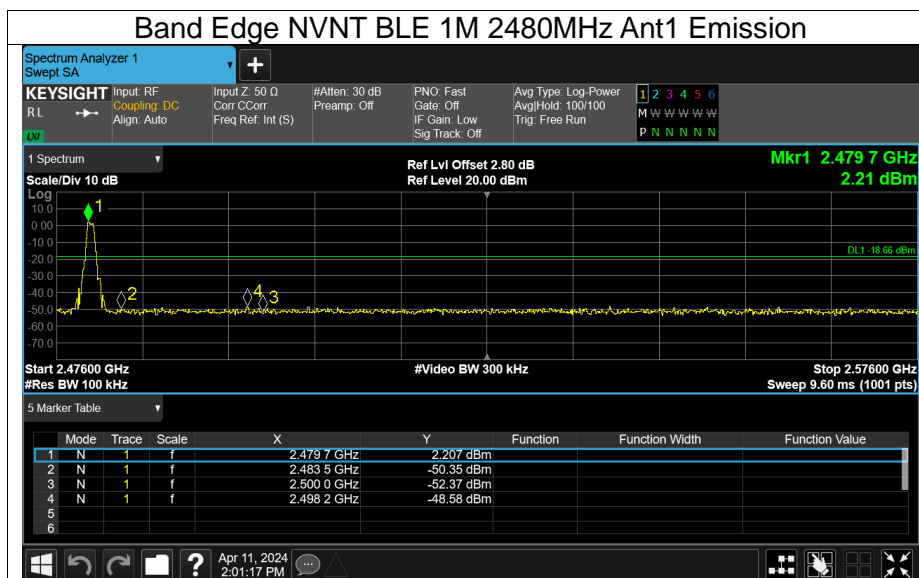 Band Edge NVNT BLE 1M 2480MHz Ant1 Emission
Spectrum Analyzer 1
Swept SA
+
KEYSIGHT Input: RF Input Z: 50 Ω #Atten: 30 dB PNO: Fast Avg Type: Log-Power 1 2 3 4 5 6
RL Coupling: DC Corr CCorr Preamp: Off Gate: Off Avg|Hold: 100/100 M W W W W W
Align: Auto Freq Ref: Int (S) IF Gain: Low Trig: Free Run
LXI Sig Track: Off P N N N N N
1 Spectrum Ref Lvl Offset 2.80 dB Mkr1 2.479 7 GHz
Scale/Div 10 dB Ref Level 20.00 dBm 2.21 dBm
Log
10.0 1
0.00
-10.0
DL1 -18.66 dBm
-20.0
-30.0
-40.0 2 4 3
-50.0
-60.0
-70.0
Start 2.47600 GHz #Video BW 300 kHz Stop 2.57600 GHz
#Res BW 100 kHz Sweep 9.60 ms (1001 pts)
5 Marker Table
Mode Trace Scale X Y Function Function Width Function Value
1 N 1 f 2.479 7 GHz 2.207 dBm
2 N 1 f 2.483 5 GHz -50.35 dBm
3 N 1 f 2.500 0 GHz -52.37 dBm
4 N 1 f 2.498 2 GHz -48.58 dBm
5
6
? Apr 11, 2024
2:01:17 PM